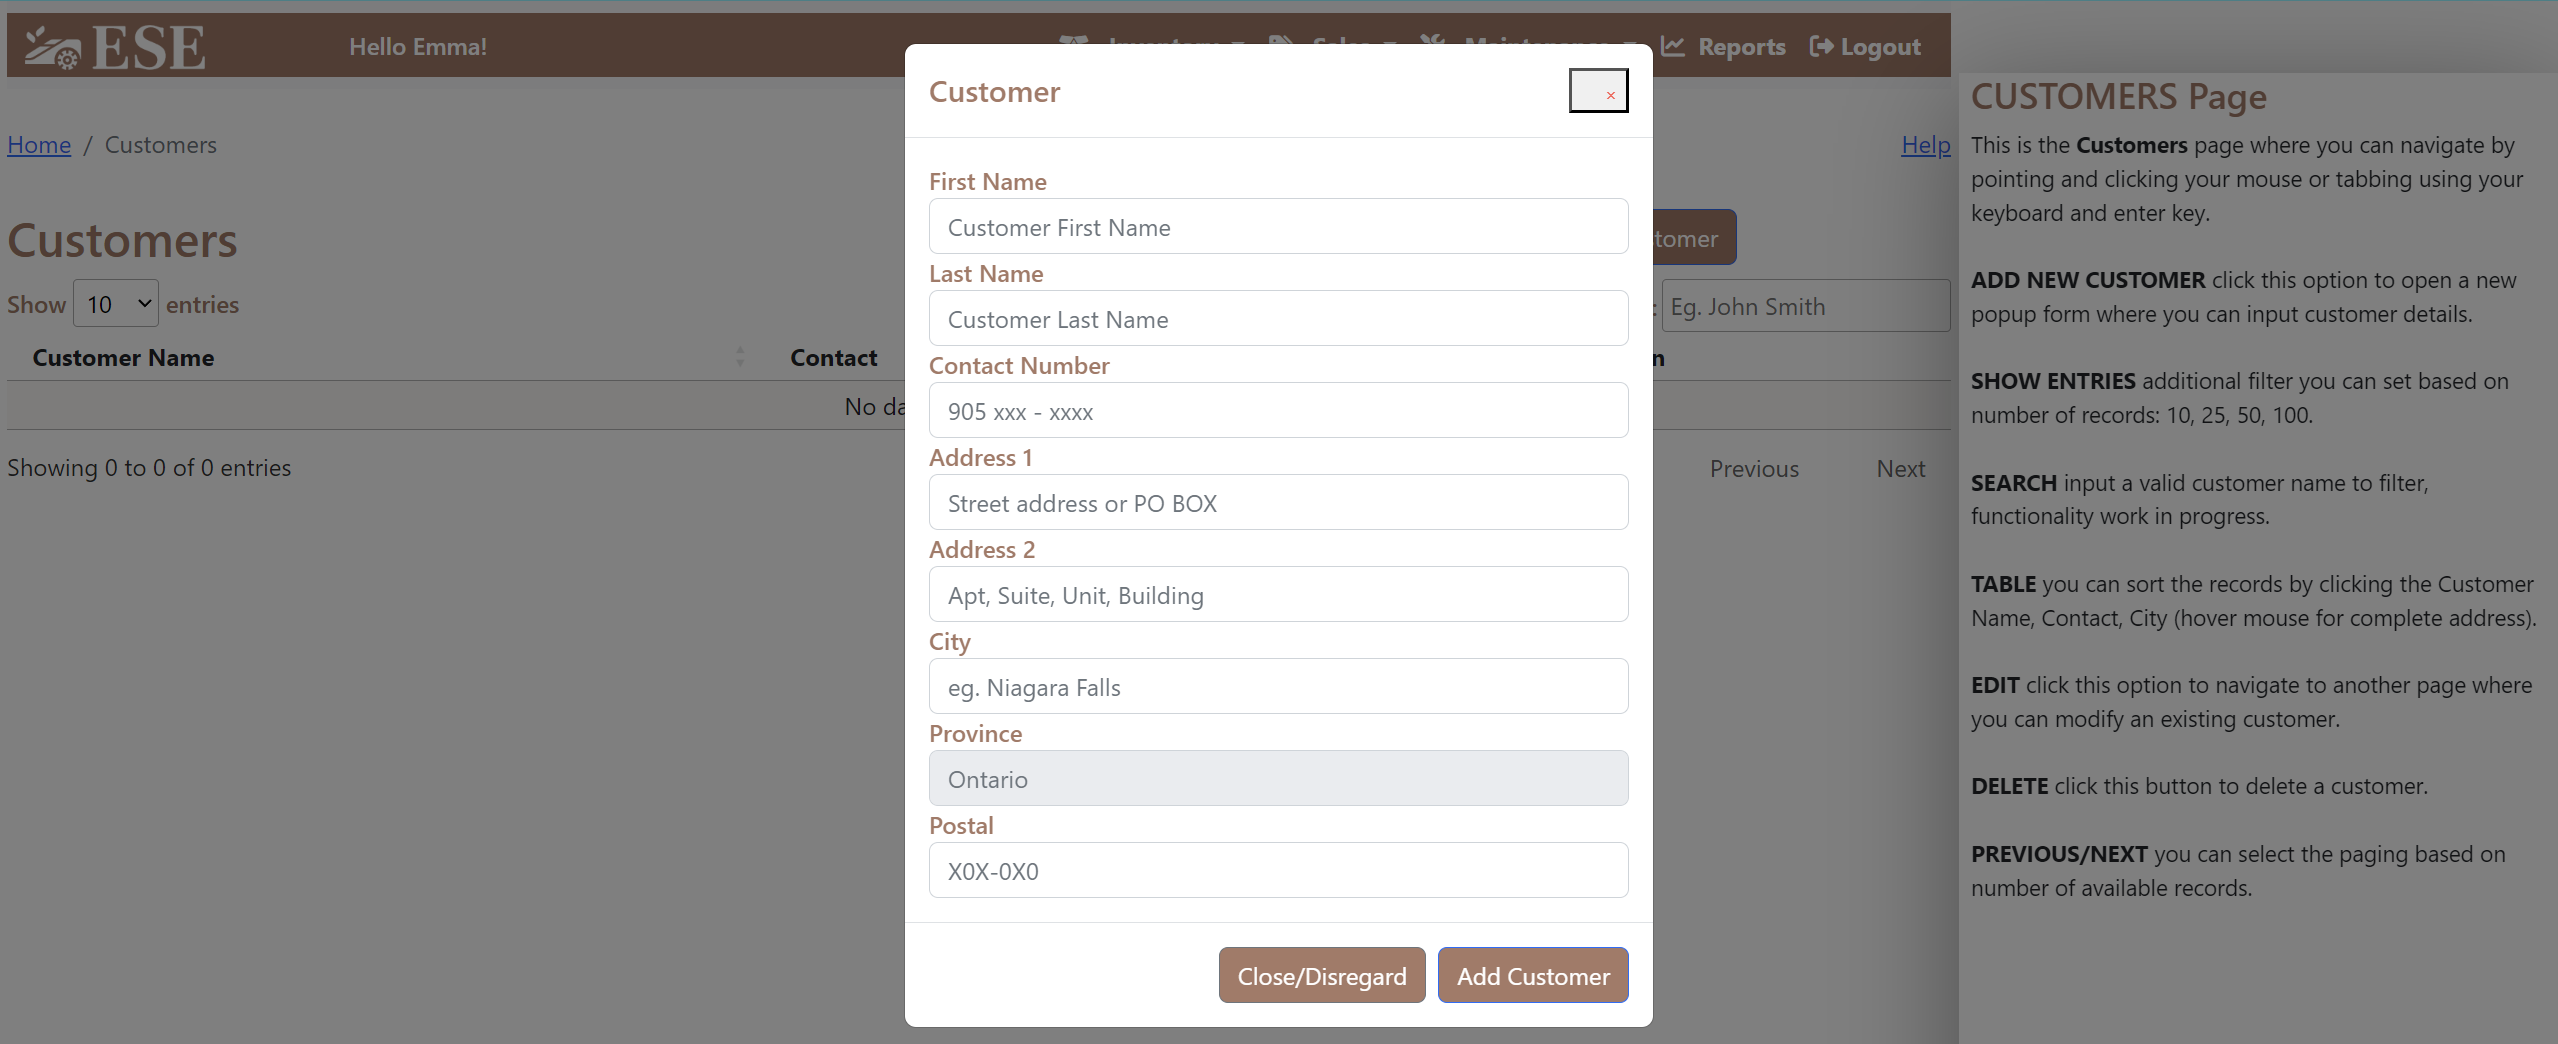 ESE
Hello Emma!
Reports
Logout
Home / Customers
Help
Customers
Show 10 entries
Eg. John Smith
Customer Name
Contact
Showing 0 to 0 of 0 entries
Previous
Next
Customer
×
First Name
Customer First Name
Last Name
Customer Last Name
Contact Number
905 xxx - xxxx
Address 1
Street address or PO BOX
Address 2
Apt, Suite, Unit, Building
City
eg. Niagara Falls
Province
Ontario
Postal
X0X-0X0
Close/Disregard
Add Customer
CUSTOMERS Page
This is the Customers page where you can navigate by
pointing and clicking your mouse or tabbing using your
keyboard and enter key.
ADD NEW CUSTOMER click this option to open a new
popup form where you can input customer details.
SHOW ENTRIES additional filter you can set based on
number of records: 10, 25, 50, 100.
SEARCH input a valid customer name to filter,
functionality work in progress.
TABLE you can sort the records by clicking the Customer
Name, Contact, City (hover mouse for complete address).
EDIT click this option to navigate to another page where
you can modify an existing customer.
DELETE click this button to delete a customer.
PREVIOUS/NEXT you can select the paging based on
number of available records.